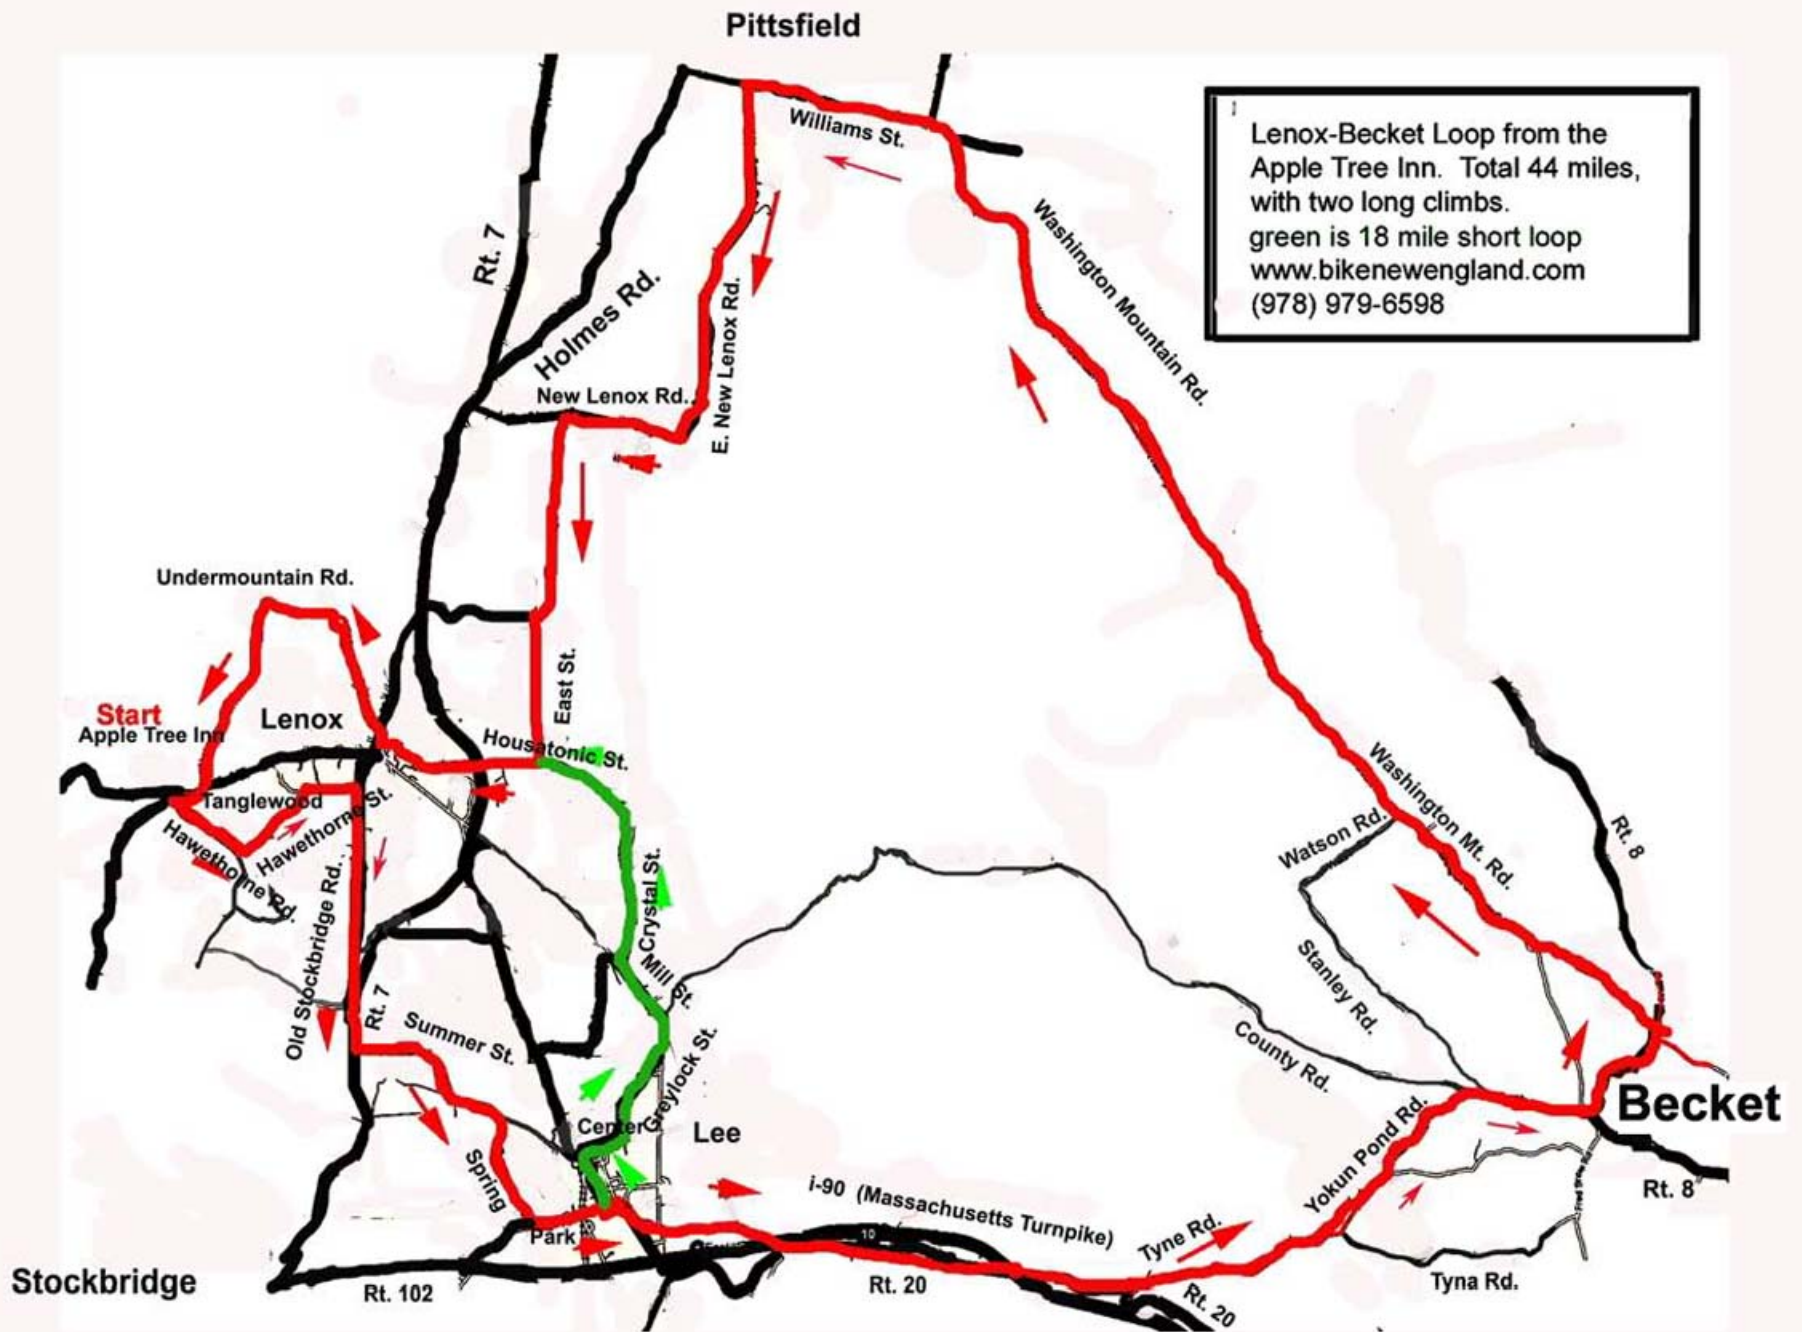 Pittsfield
Williams St.
Lenox-Becket Loop from the
Apple Tree Inn. Total 44 miles,
with two long climbs.
green is 18 mile short loop
www.bikenewengland.com
(978) 979-6598
Rt. 7
Holmes Rd.
Washington Mountain Rd.
E. New Lenox Rd.
New Lenox Rd.
Undermountain Rd.
East St.
Start
Apple Tree Inn
Lenox
Housatonic St.
Tanglewood
Hawethorne St.
Hawethorne Rd.
Old Stockbridge Rd.
Rt. 7
Crystal St.
Mill St.
Washington Mt. Rd.
Watson Rd.
Rt. 8
Stanley Rd.
County Rd.
Summer St.
Greylock St.
Center
Lee
Becket
Yokun Pond Rd.
Spring
Rt. 8
i-90 (Massachusetts Turnpike)
10
Park
Tyne Rd.
Stockbridge
Rt. 102
Rt. 20
Rt. 20
Tyna Rd.